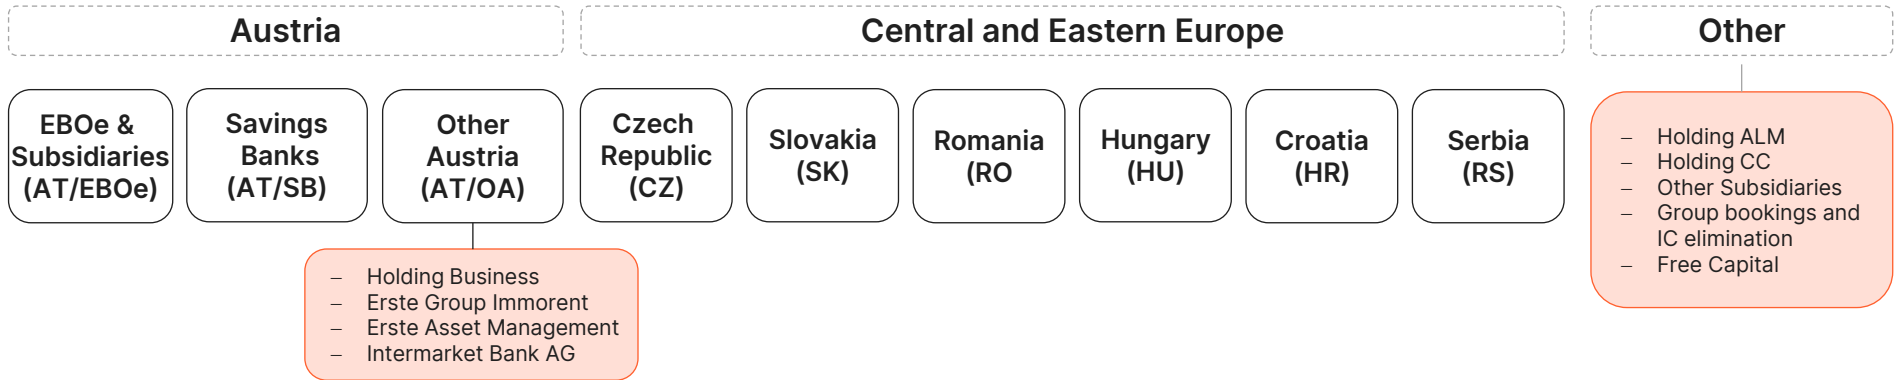 Austria
Central and Eastern Europe
Other
EBOe &
Subsidiaries
(AT/EBOe)
Savings
Banks
(AT/SB)
Other
Austria
(AT/OA)
Czech
Republic
(CZ)
Slovakia
(SK)
Romania
(RO
Hungary
(HU)
Croatia
(HR)
Serbia
(RS)
– Holding Business
– Erste Group Immorent
– Erste Asset Management
– Intermarket Bank AG
– Holding ALM
– Holding CC
– Other Subsidiaries
– Group bookings and
IC elimination
– Free Capital